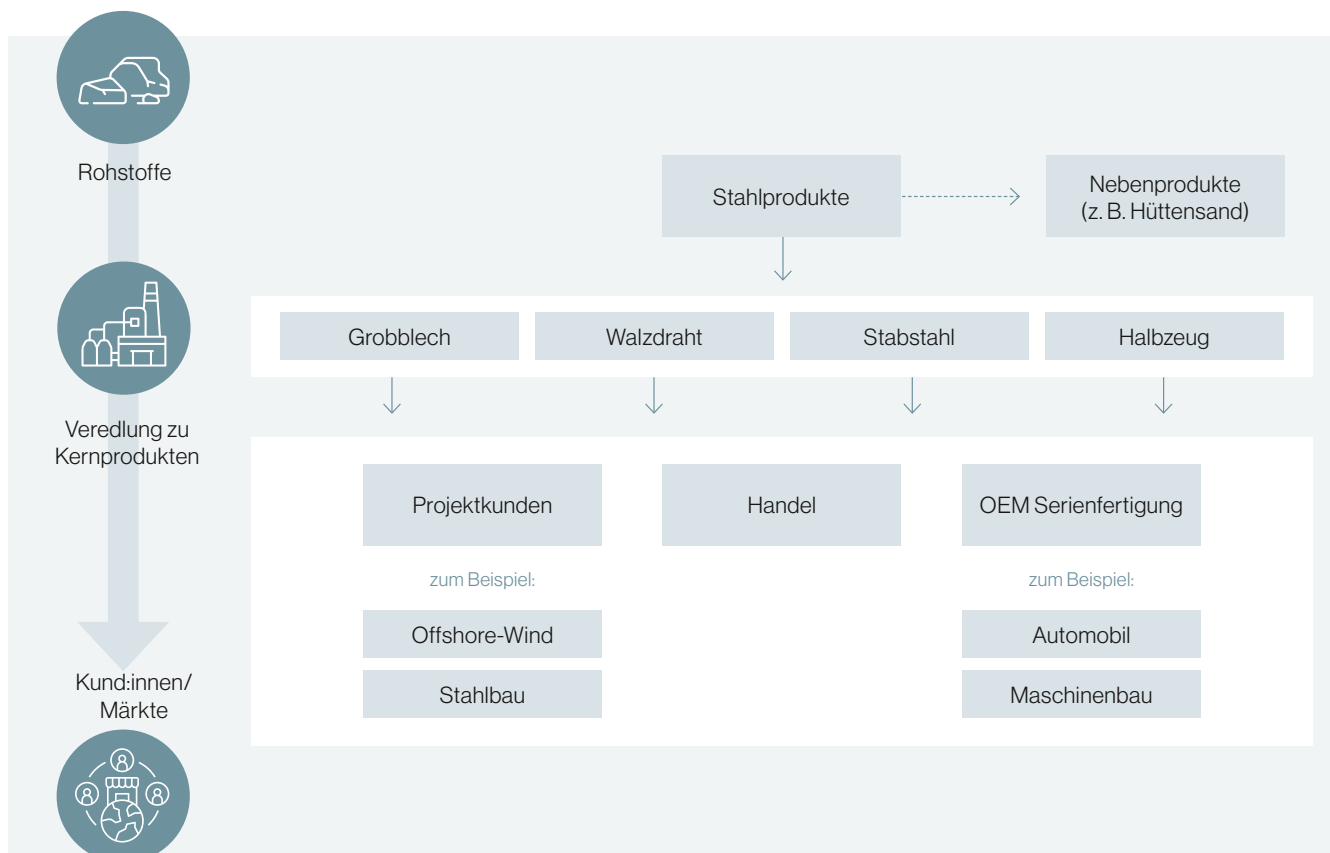 Rohstoffe
Stahlprodukte
Nebenprodukte
(z. B. Hüttensand)
Grobblech
Walzdraht
Stabstahl
Halbzeug
Veredlung zu
Kernprodukten
Projektkunden
Handel
OEM Serienfertigung
zum Beispiel:
zum Beispiel:
Offshore-Wind
Automobil
Stahlbau
Maschinenbau
Kund:innen/
Märkte